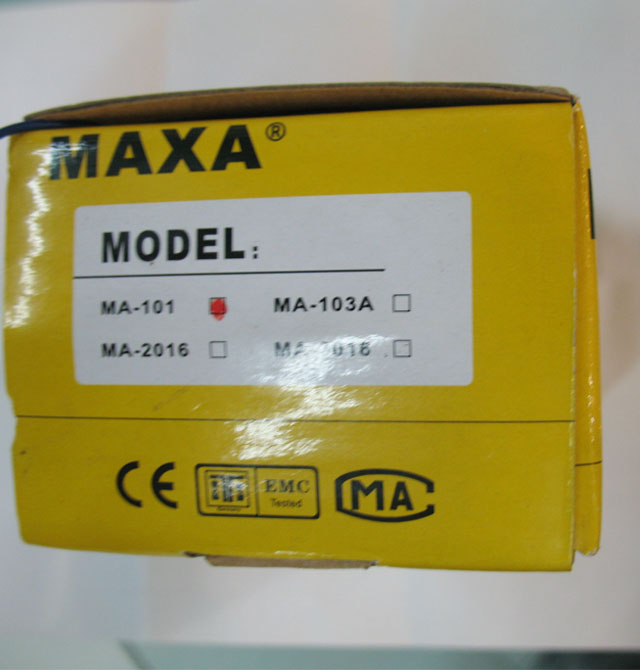 MAXA®
MODEL:
MA-101 MA-103A
MA-2016
CE
EMC
Tested
MA